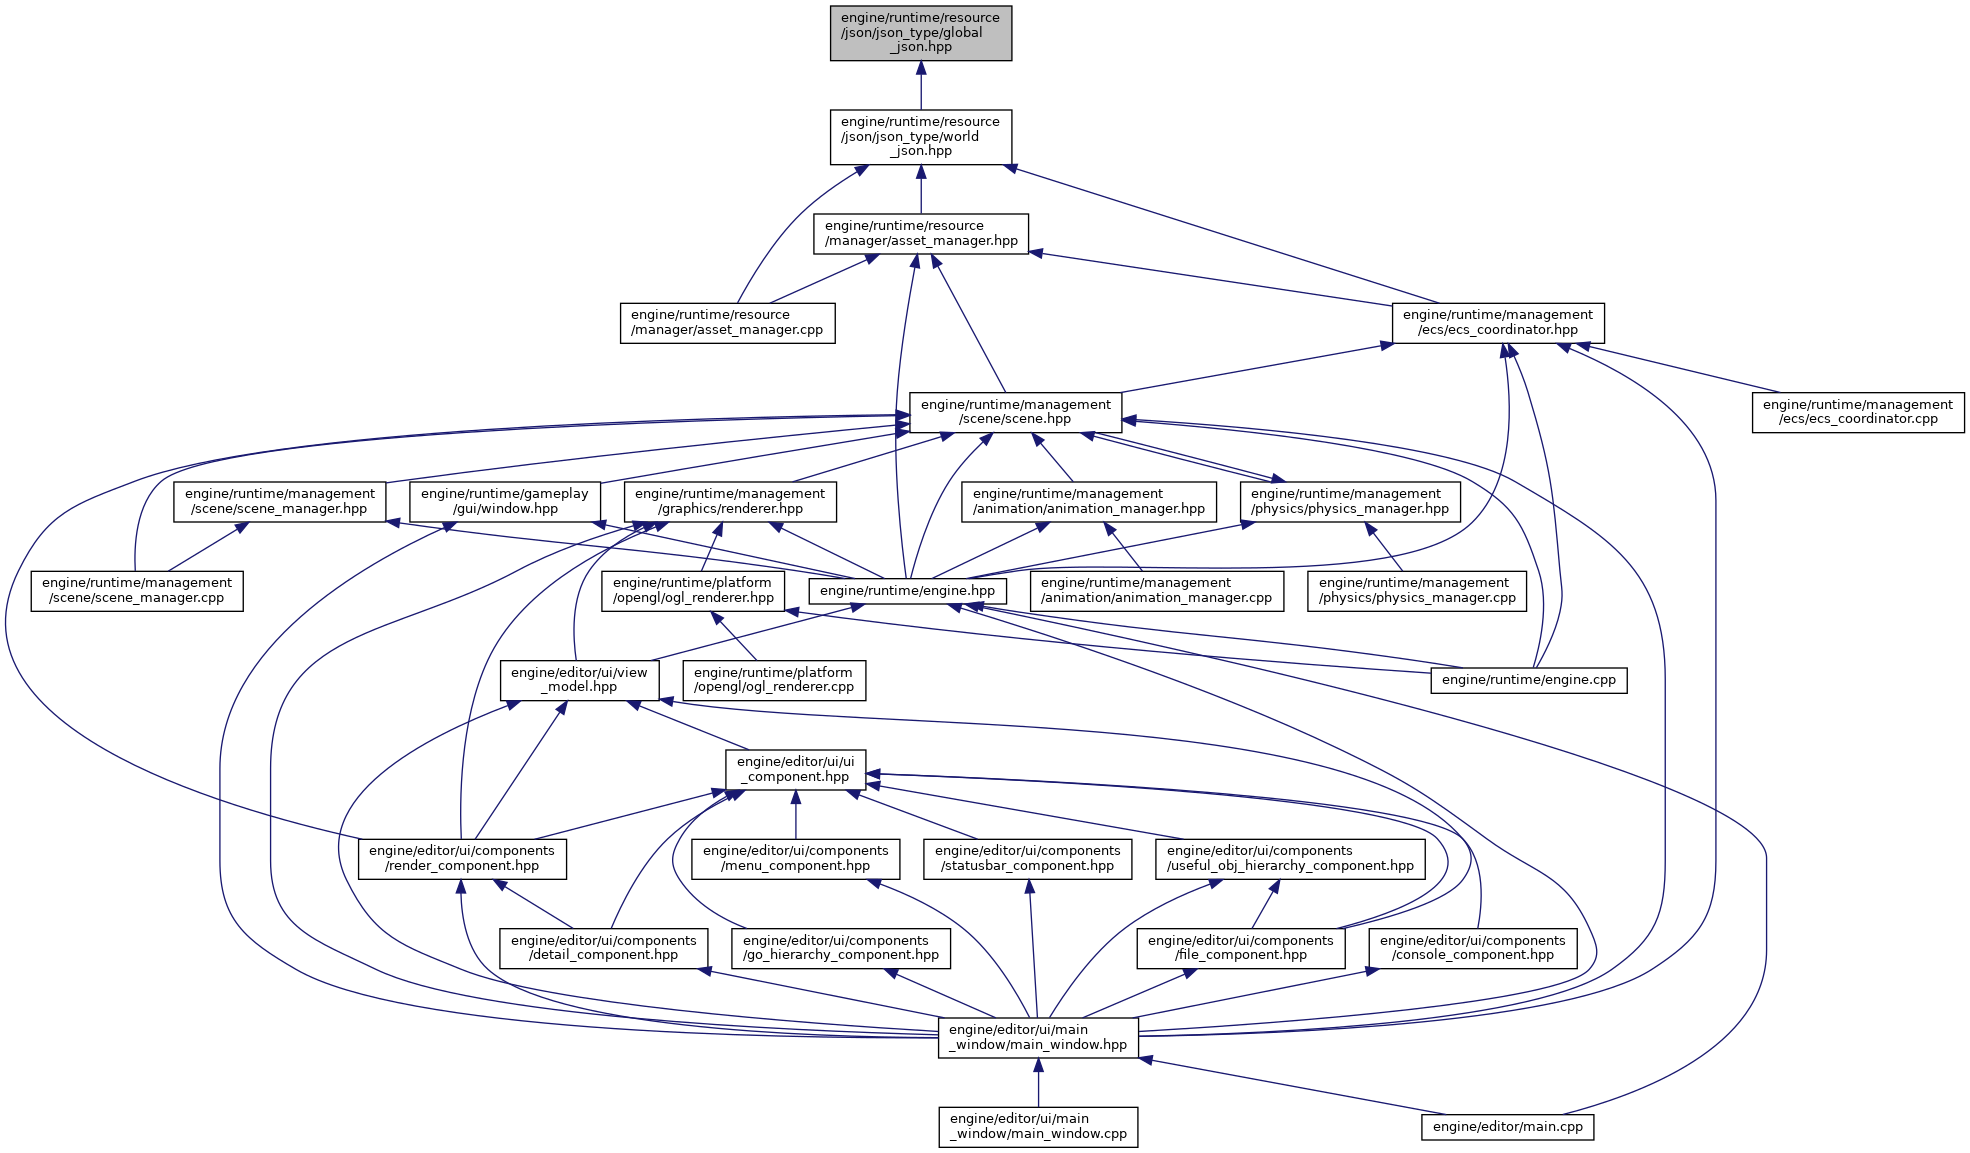 engine/runtime/resource
/json/json_type/global
_json.hpp
engine/runtime/resource
/json/json_type/world
_json.hpp
engine/runtime/resource
/manager/asset_manager.hpp
engine/runtime/resource
/manager/asset_manager.cpp
engine/runtime/management
/ecs/ecs_coordinator.hpp
engine/runtime/management
/scene/scene.hpp
engine/runtime/management
/ecs/ecs_coordinator.cpp
engine/runtime/management
/scene/scene_manager.hpp
engine/runtime/gameplay
/gui/window.hpp
engine/runtime/management
/graphics/renderer.hpp
engine/runtime/management
/animation/animation_manager.hpp
engine/runtime/management
/physics/physics_manager.hpp
engine/runtime/management
/scene/scene_manager.cpp
engine/runtime/platform
/opengl/ogl_renderer.hpp
engine/runtime/engine.hpp
engine/runtime/management
/animation/animation_manager.cpp
engine/runtime/management
/physics/physics_manager.cpp
engine/editor/ui/view
_model.hpp
engine/runtime/platform
/opengl/ogl_renderer.cpp
engine/runtime/engine.cpp
engine/editor/ui/ui
_component.hpp
engine/editor/ui/components
/render_component.hpp
engine/editor/ui/components
/menu_component.hpp
engine/editor/ui/components
/statusbar_component.hpp
engine/editor/ui/components
/useful_obj_hierarchy_component.hpp
engine/editor/ui/components
/detail_component.hpp
engine/editor/ui/components
/go_hierarchy_component.hpp
engine/editor/ui/components
/file_component.hpp
engine/editor/ui/components
/console_component.hpp
engine/editor/ui/main
_window/main_window.hpp
engine/editor/ui/main
_window/main_window.cpp
engine/editor/main.cpp